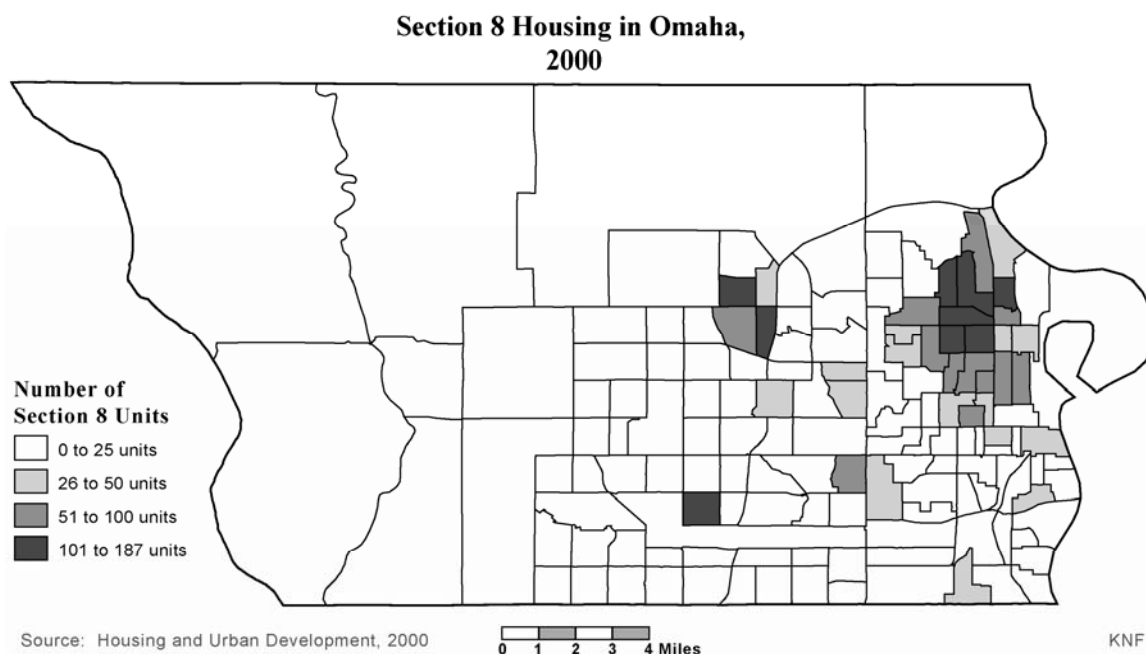 Section 8 Housing in Omaha,
2000
Number of
Section 8 Units
0 to 25 units
26 to 50 units
51 to 100 units
101 to 187 units
Source: Housing and Urban Development, 2000
0 1 2 3 4 Miles
KNF